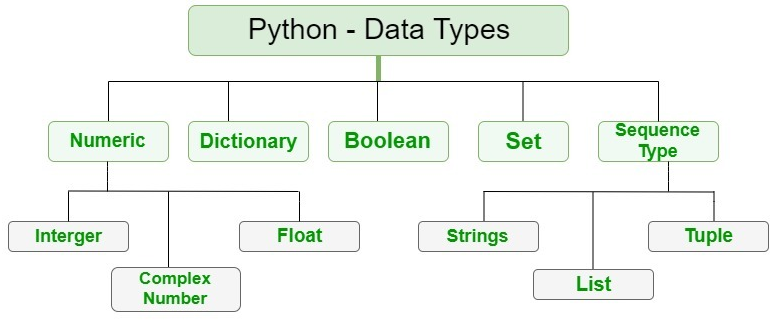 Python - Data Types
Numeric
Dictionary
Boolean
Set
Sequence
Type
Interger
Complex
Number
Float
Strings
List
Tuple